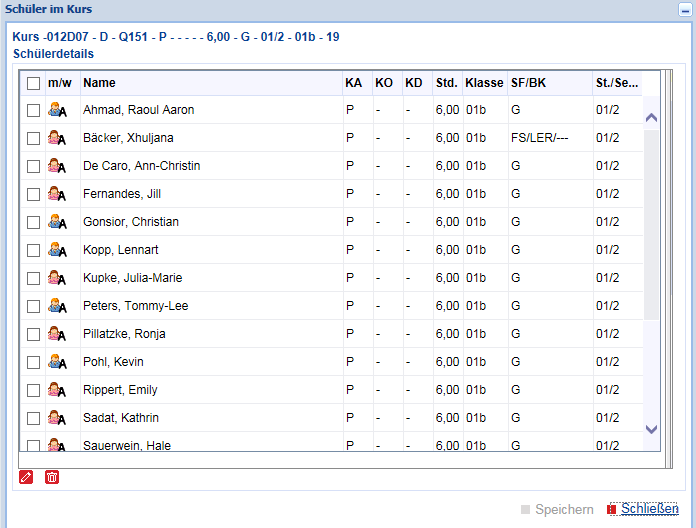 Schüler im Kurs
Kurs -012D07 - D - Q151 - P - - - - - 6,00 - G - 01/2 - 01b - 19
Schülerdetails
m/w Name KA KO KD Std. Klasse SF/BK St./Se...
A Ahmad, Raoul Aaron P - - 6,00 01b G 01/2
A Bäcker, Xhuljana P - - 6,00 01b FS/LER/--- 01/2
A De Caro, Ann-Christin P - - 6,00 01b G 01/2
A Fernandes, Jill P - - 6,00 01b G 01/2
A Gonsior, Christian P - - 6,00 01b G 01/2
A Kopp, Lennart P - - 6,00 01b G 01/2
A Kupke, Julia-Marie P - - 6,00 01b G 01/2
A Peters, Tommy-Lee P - - 6,00 01b G 01/2
A Pillatzke, Ronja P - - 6,00 01b G 01/2
A Pohl, Kevin P - - 6,00 01b G 01/2
A Rippert, Emily P - - 6,00 01b G 01/2
A Sadat, Kathrin P - - 6,00 01b G 01/2
A Sauerwein, Hale P - - 6,00 01b G 01/2
Speichern Schließen